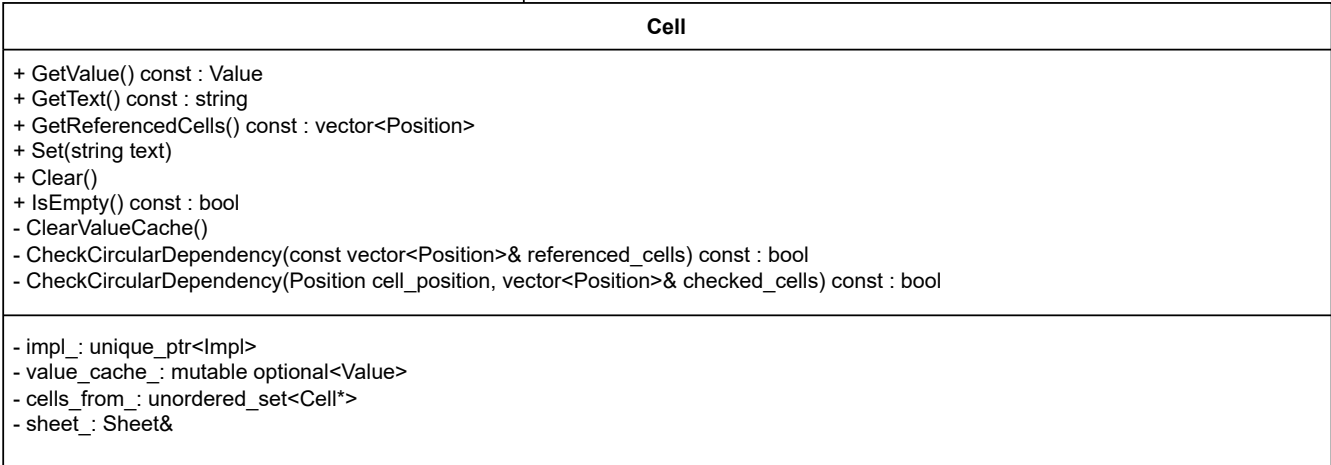 Cell
+ GetValue() const : Value
+ GetText() const : string
+ GetReferencedCells() const : vector<Position>
+ Set(string text)
+ Clear()
+ IsEmpty() const : bool
- ClearValueCache()
- CheckCircularDependency(const vector<Position>& referenced_cells) const : bool
- CheckCircularDependency(Position cell_position, vector<Position>& checked_cells) const : bool
- impl_: unique_ptr<Impl>
- value_cache_: mutable optional<Value>
- cells_from_: unordered_set<Cell*>
- sheet_: Sheet&